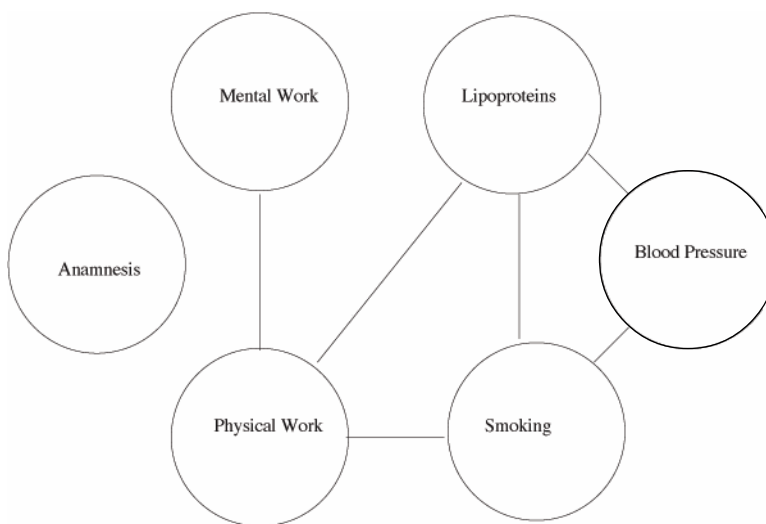 Mental Work
Lipoproteins
Blood Pressure
Anamnesis
Physical Work
Smoking